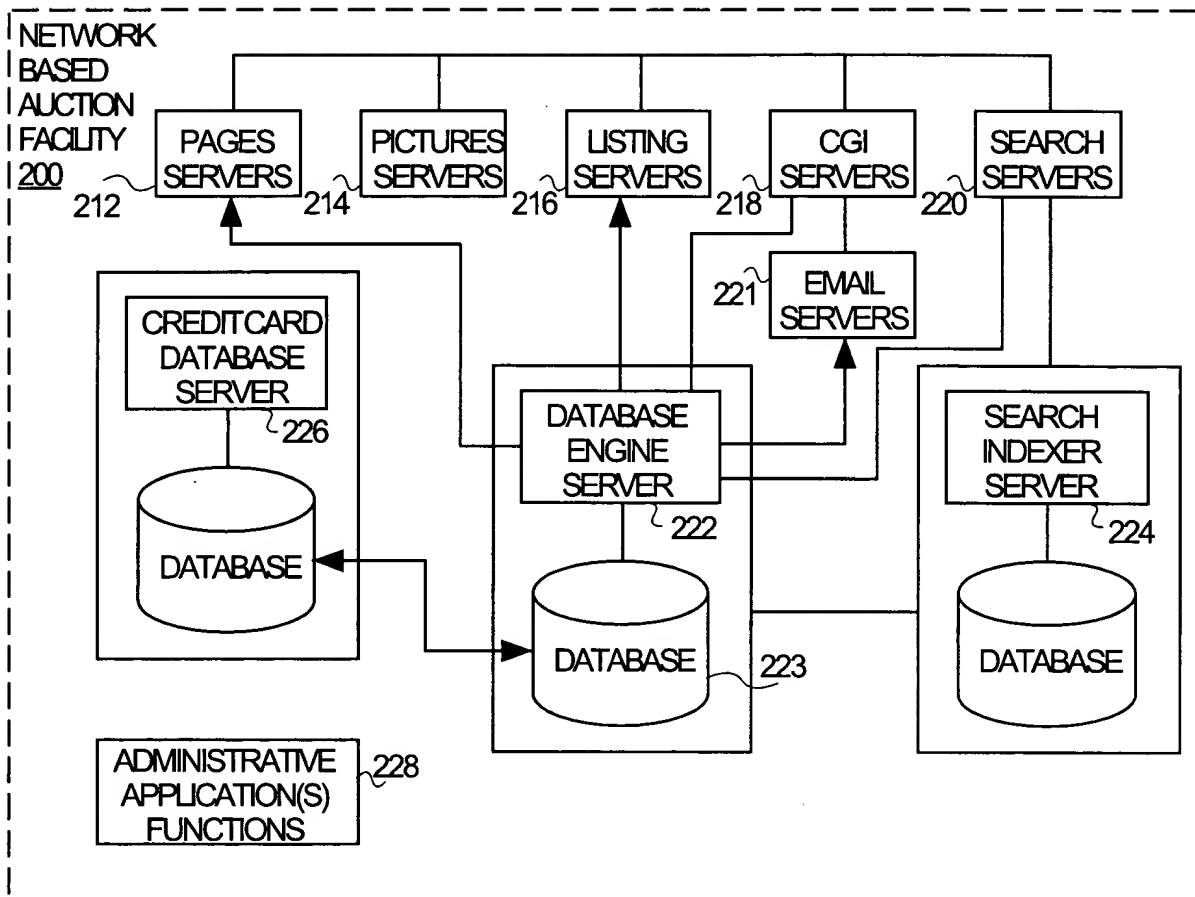 NETWORK
BASED
AUCTION
FACILITY
200
PAGES
SERVERS
212
PICTURES
SERVERS
214
LISTING
SERVERS
216
CGI
SERVERS
218
SEARCH
SERVERS
220
EMAIL
SERVERS
221
CREDIT CARD
DATABASE
SERVER
226
DATABASE
DATABASE
ENGINE
SERVER
222
DATABASE
223
SEARCH
INDEXER
SERVER
224
DATABASE
ADMINISTRATIVE
APPLICATION(S)
FUNCTIONS
228